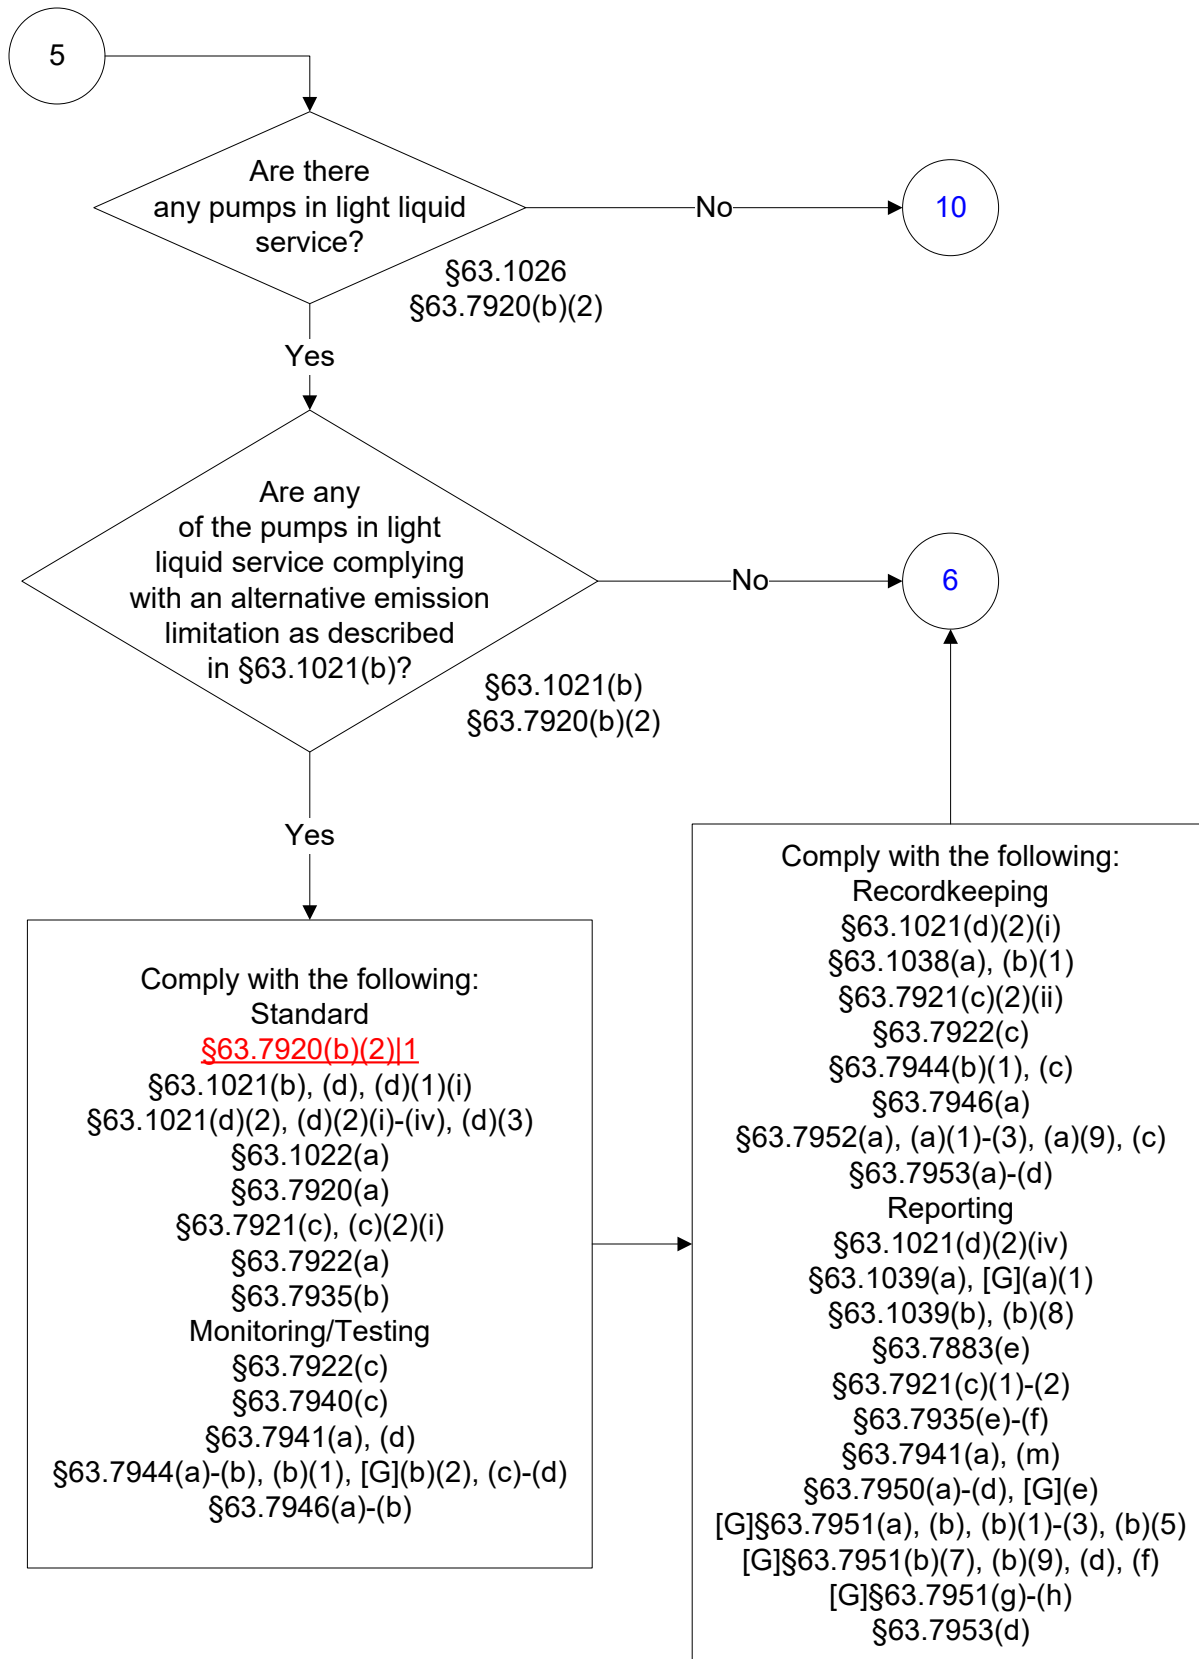 5
Are there
any pumps in light liquid
service?
No
10
§63.1026
§63.7920(b)(2)
Yes
Are any
of the pumps in light
liquid service complying
with an alternative emission
limitation as described
in §63.1021(b)?
No
6
§63.1021(b)
§63.7920(b)(2)
Yes
Comply with the following:
Standard
§63.7920(b)(2)|1
§63.1021(b), (d), (d)(1)(i)
§63.1021(d)(2), (d)(2)(i)-(iv), (d)(3)
§63.1022(a)
§63.7920(a)
§63.7921(c), (c)(2)(i)
§63.7922(a)
§63.7935(b)
Monitoring/Testing
§63.7922(c)
§63.7940(c)
§63.7941(a), (d)
§63.7944(a)-(b), (b)(1), [G](b)(2), (c)-(d)
§63.7946(a)-(b)
Comply with the following:
Recordkeeping
§63.1021(d)(2)(i)
§63.1038(a), (b)(1)
§63.7921(c)(2)(ii)
§63.7922(c)
§63.7944(b)(1), (c)
§63.7946(a)
§63.7952(a), (a)(1)-(3), (a)(9), (c)
§63.7953(a)-(d)
Reporting
§63.1021(d)(2)(iv)
§63.1039(a), [G](a)(1)
§63.1039(b), (b)(8)
§63.7883(e)
§63.7921(c)(1)-(2)
§63.7935(e)-(f)
§63.7941(a), (m)
§63.7950(a)-(d), [G](e)
[G]§63.7951(a), (b), (b)(1)-(3), (b)(5)
[G]§63.7951(b)(7), (b)(9), (d), (f)
[G]§63.7951(g)-(h)
§63.7953(d)